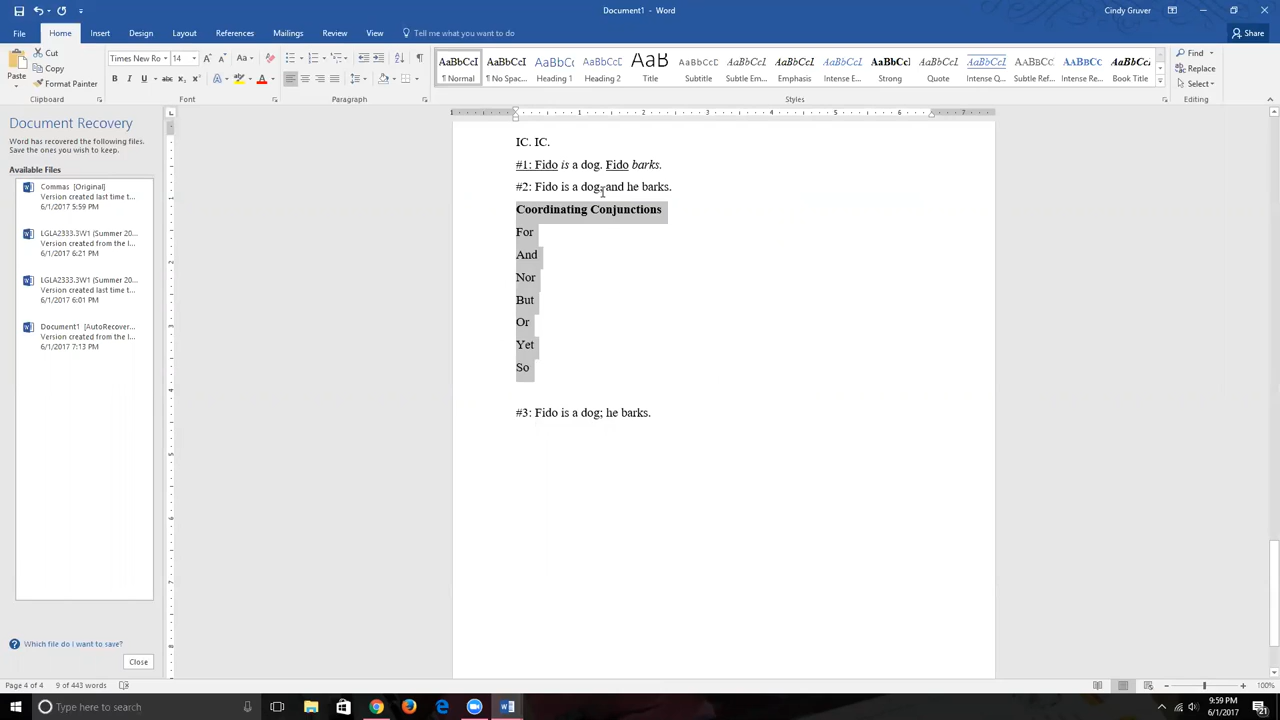 Document1 - Word
Cindy Gruver
File
Home
Insert
Design
Layout
References
Mailings
Review
View
Tell me what you want to do
Share
Cut
Copy
Format Painter
Paste
Clipboard
Times New Ro
14
Font
Paragraph
AaBbCcI
¶ Normal
AaBbCcI
¶ No Spac...
AaBbC
Heading 1
AaBbCcI
Heading 2
AaB
Title
AaBbCcD
Subtitle
AaBbCcI
Subtle Em...
AaBbCcI
Emphasis
AaBbCcI
Intense E...
AaBbCcI
Strong
AaBbCcI
Quote
AaBbCcI
Intense Q...
AaBbCcI
Subtle Ref...
AaBbCc
Intense Re...
AaBbCcI
Book Title
Styles
Find
Replace
Select
Editing
Document Recovery
Word has recovered the following files.
Save the ones you wish to keep.
Available Files
Commas [Original]
Version created last time t...
6/1/2017 5:59 PM
LGLA2333.3W1 (Summer 20...
Version created from the l...
6/1/2017 6:21 PM
LGLA2333.3W1 (Summer 20...
Version created last time t...
6/1/2017 6:01 PM
Document1 [AutoRecover...
Version created from the l...
6/1/2017 7:13 PM
Which file do I want to save?
Close
IC. IC.
#1: Fido is a dog. Fido barks.
#2: Fido is a dog, and he barks.
Coordinating Conjunctions
For
And
Nor
But
Or
Yet
So
#3: Fido is a dog; he barks.
Page 4 of 4
9 of 443 words
100%
Type here to search
9:59 PM
6/1/2017